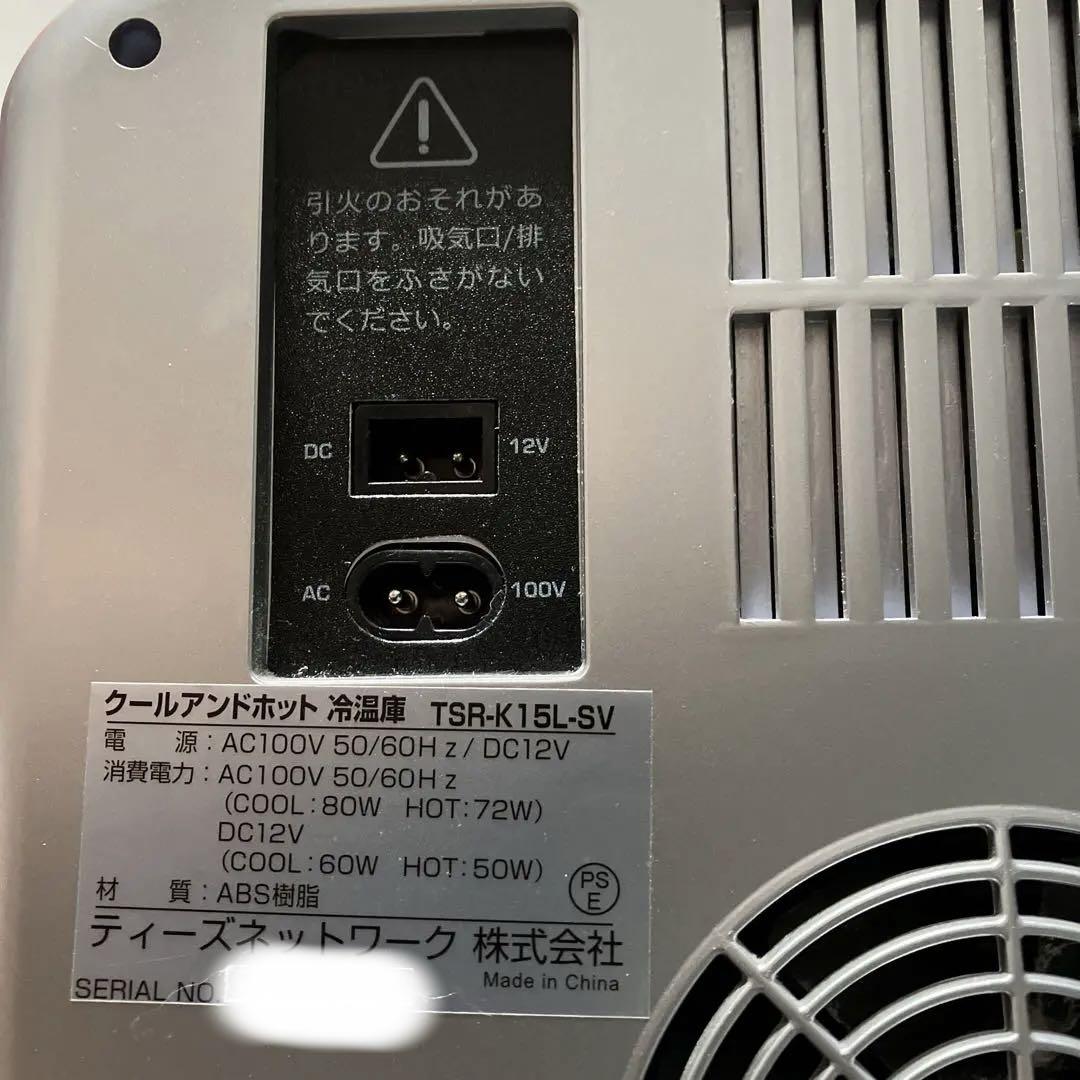 引火のおそれがあ
ります。吸気口/排
気口をふさがない
でください。
DC 12V
AC 100V
クールアンドホット 冷温庫 TSR-K15L-SV
電 源：AC100V 50/60Hz / DC12V
消費電力：AC100V 50/60Hz
(COOL：80W HOT：72W)
DC12V
(COOL：60W HOT：50W)
材 質：ABS樹脂
PS
E
ティーズネットワーク 株式会社
Made in China
SERIAL NO